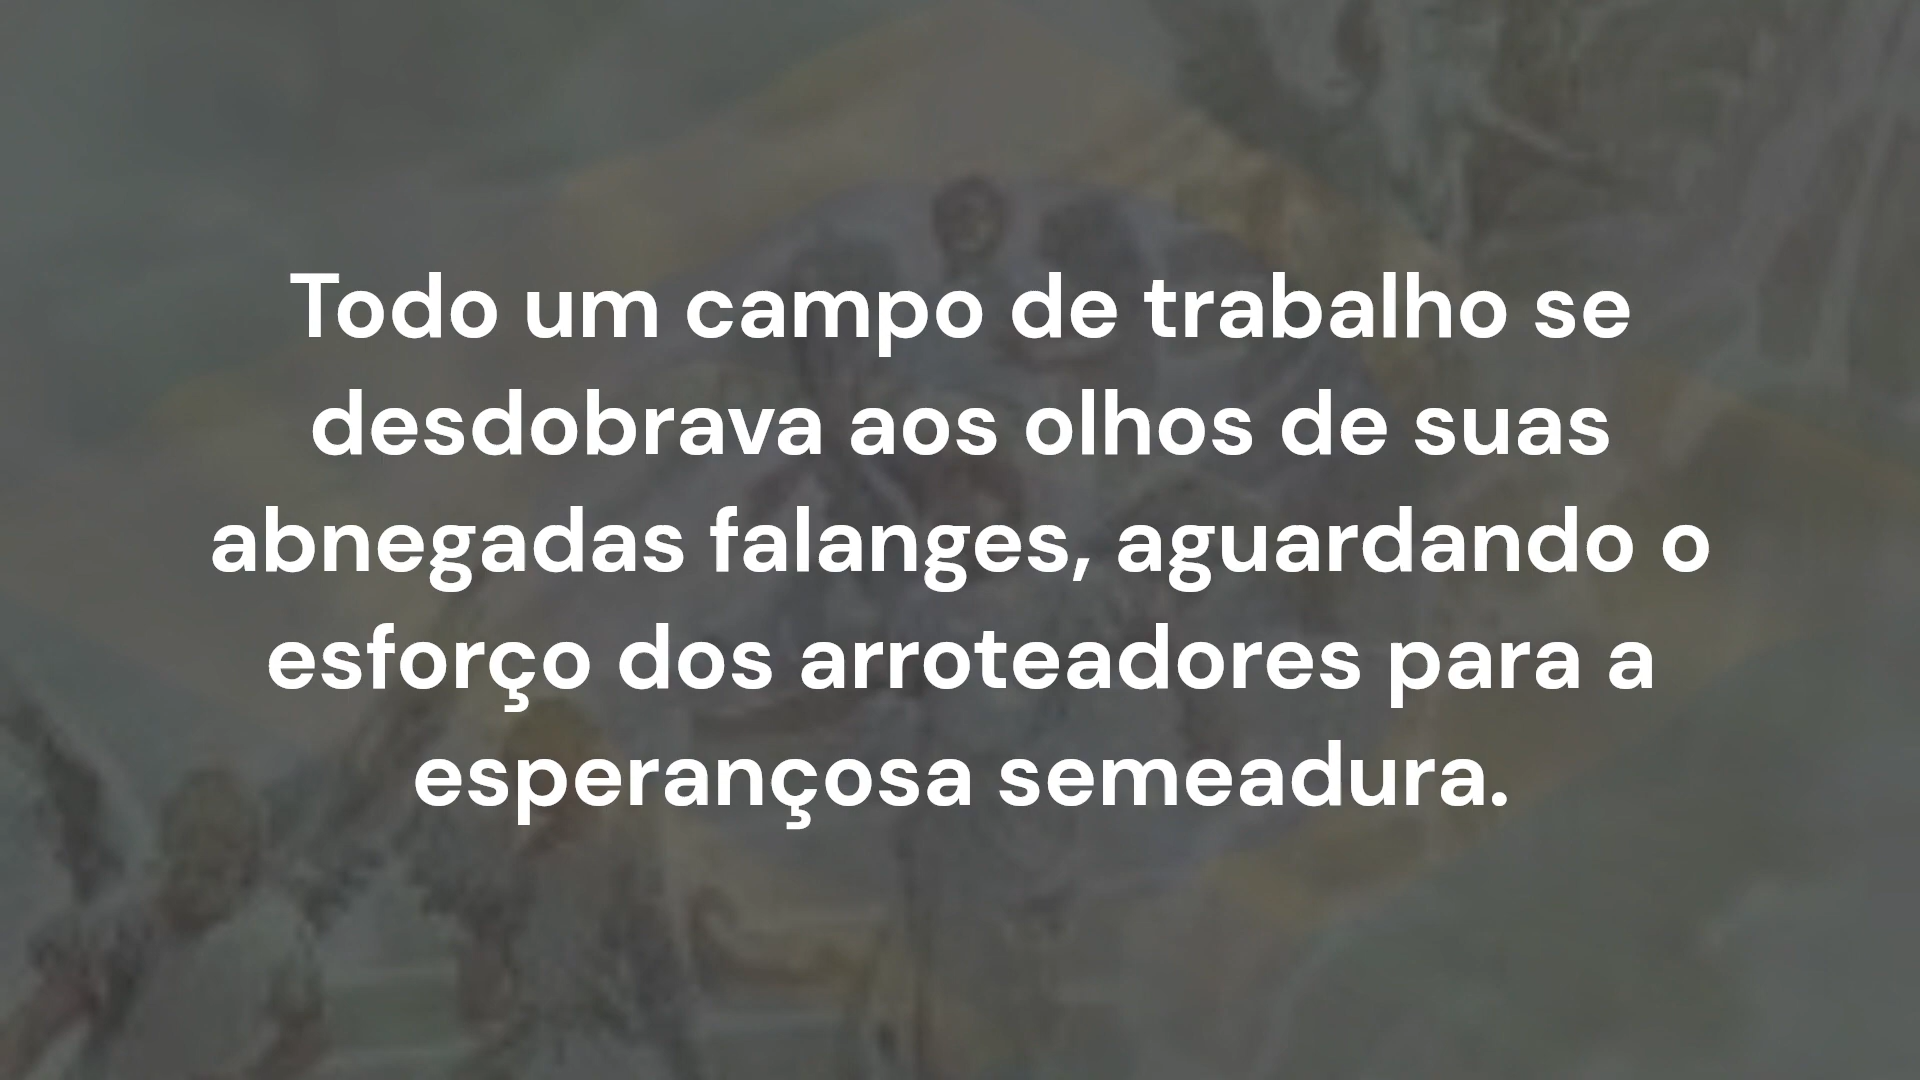 Todo um campo de trabalho se
desdobrava aos olhos de suas
abnegadas falanges, aguardando o
esforço dos arroteadores para a
esperançosa semeadura.